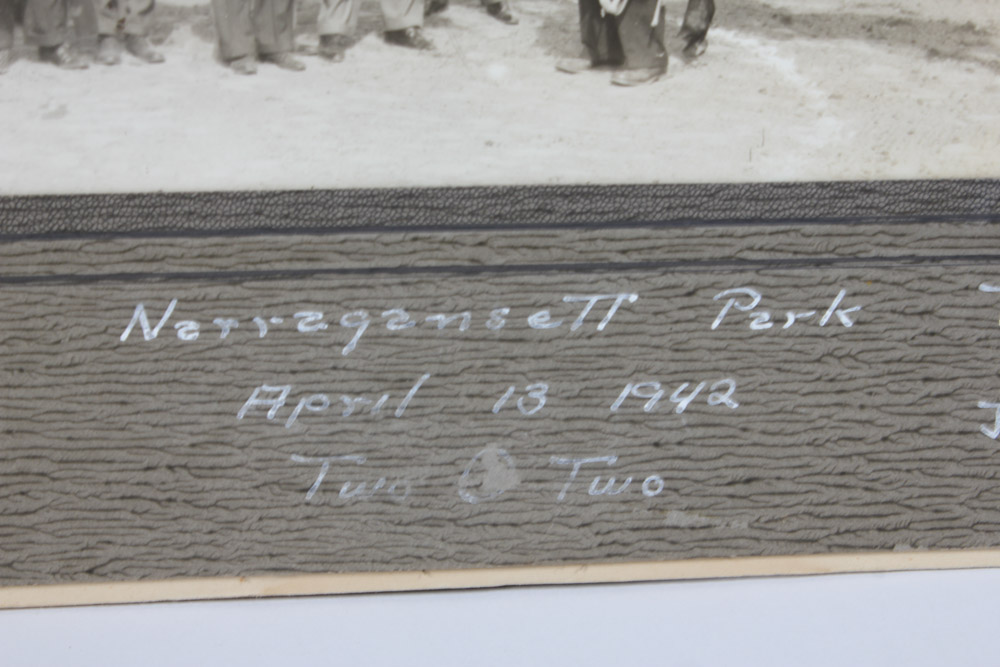 Narragansett Park
April 13 1942
Two Two